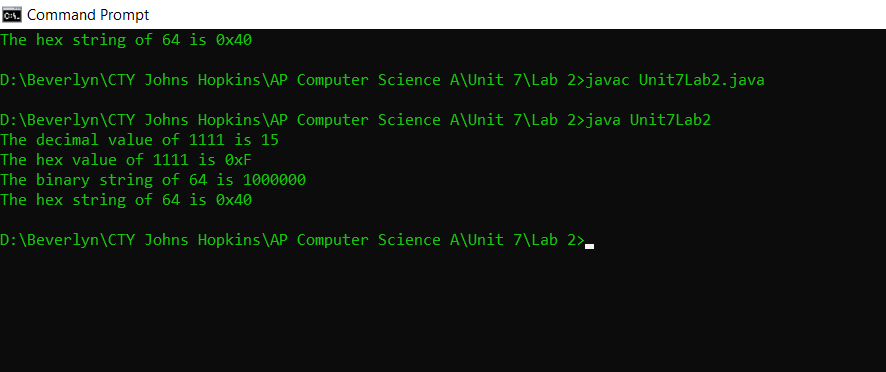 Command Prompt
The hex string of 64 is 0x40
D:\Beverlyn\CTY Johns Hopkins\AP Computer Science A\Unit 7\Lab 2>javac Unit7Lab2.java
D:\Beverlyn\CTY Johns Hopkins\AP Computer Science A\Unit 7\Lab 2>java Unit7Lab2
The decimal value of 1111 is 15
The hex value of 1111 is 0xF
The binary string of 64 is 1000000
The hex string of 64 is 0x40
D:\Beverlyn\CTY Johns Hopkins\AP Computer Science A\Unit 7\Lab 2>